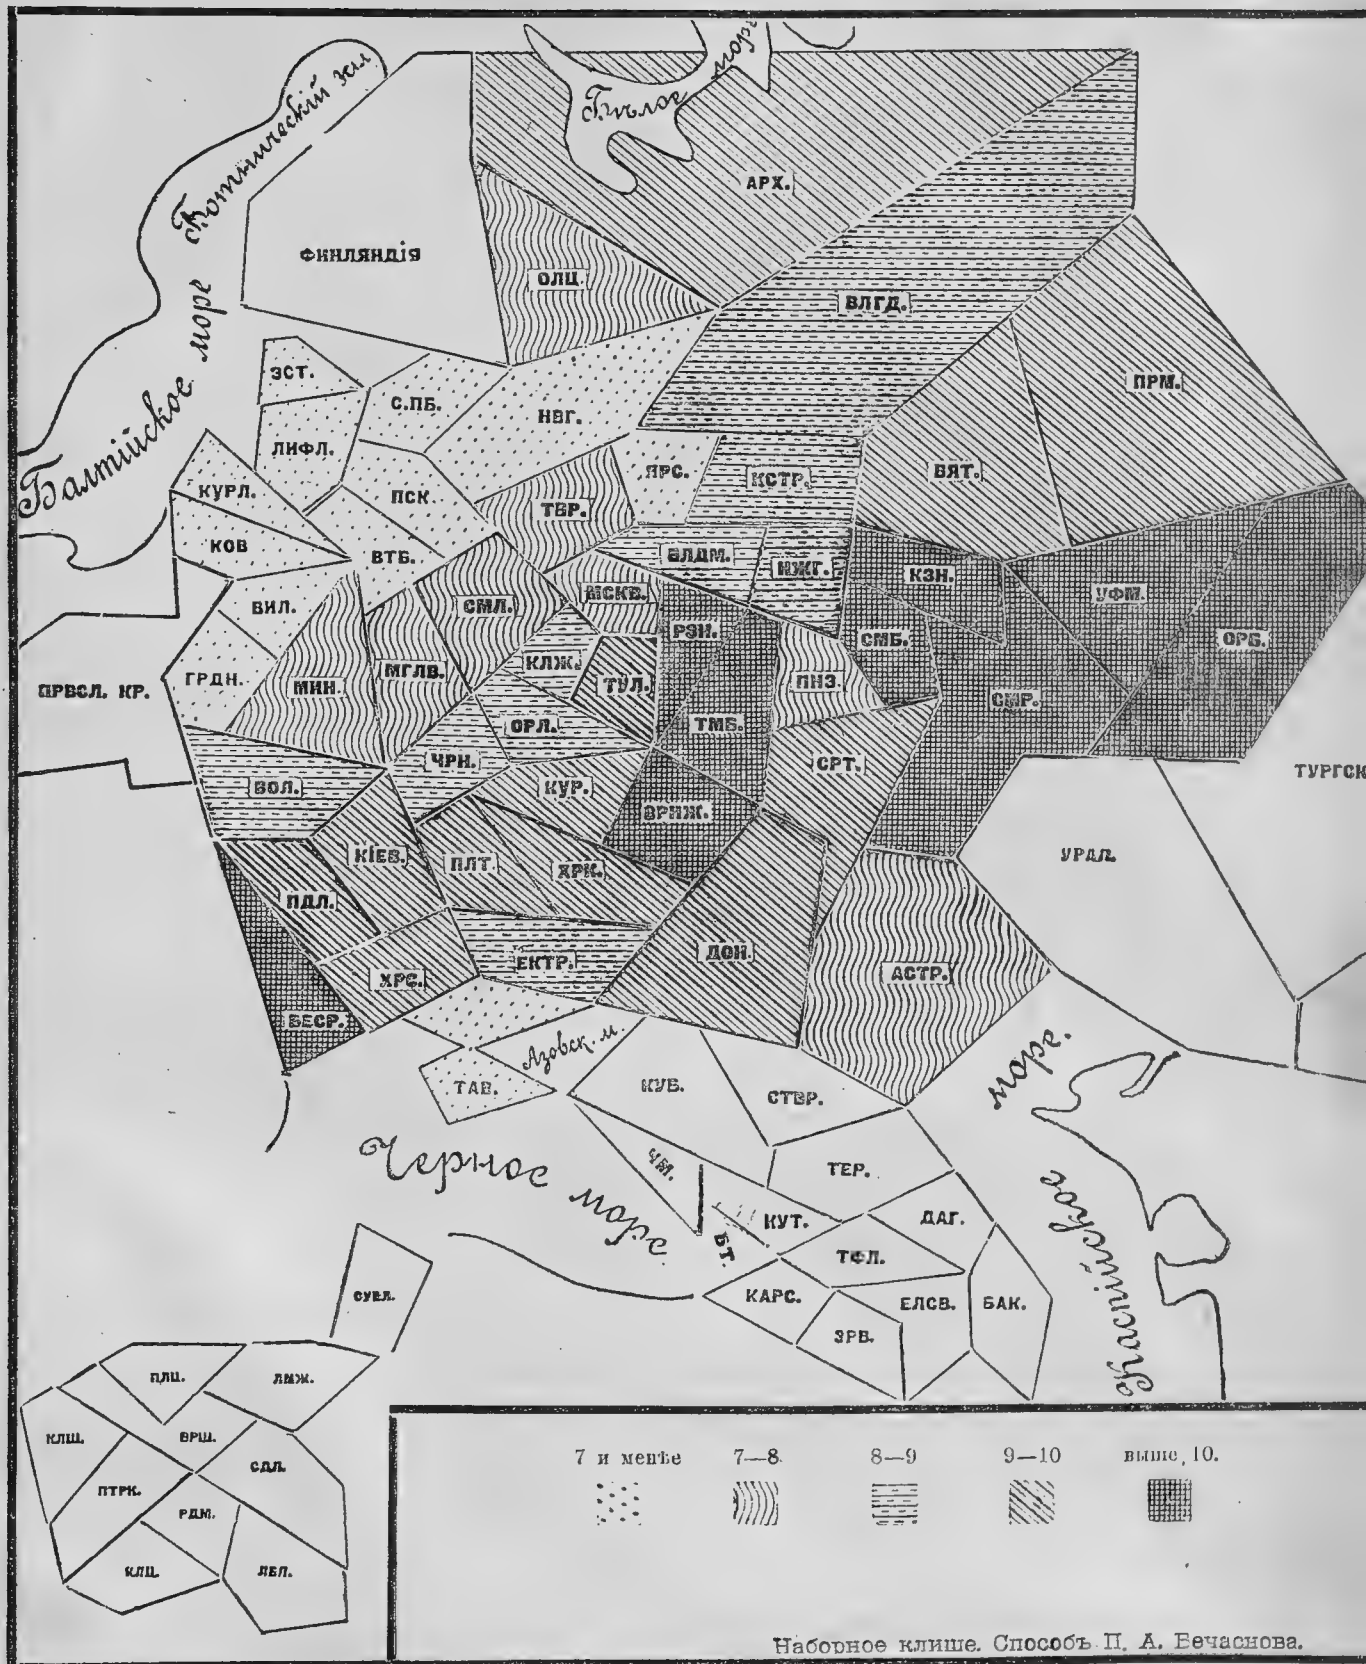 Ботническій зал
Бѣлое море
АРХ.
ФИНЛЯНДІЯ
ОЛЦ.
ВЛГД.
Балтійское море
ЭСТ.
С.ПБ.
НВГ.
ПРМ.
ЛИФЛ.
ЯРС.
КСТР.
ВЯТ.
КУРЛ.
ПСК.
ТВР.
КОВ
ВТБ.
ВЛДМ.
НЖГ.
КЗН.
УФМ.
ОРБ.
ВИЛ.
СМЛ.
МСКВ.
РЗН.
СМБ.
ПРВСЛ. КР.
ГРДН.
МИН.
МГЛВ.
КЛЖ.
ТУЛ.
ПНЗ.
СМР.
ОРЛ.
ТМБ.
ВОЛ.
ЧРН.
КУР.
СРТ.
ТУРГСК
ВРНЖ.
КІЕВ.
ПЛТ.
ХРК.
УРАЛ.
ПДЛ.
ХРС.
ЕКТР.
ДОН.
АСТР.
БЕСР.
Азовск. м.
ТАВ.
КУБ.
СТВР.
Черное море
ЧМ.
ТЕР.
КУТ.
ДАГ.
БТ.
ТФЛ.
КАРС.
ЕЛСВ.
БАК.
ЭРВ.
Каспійское море.
СУВЛ.
ПЛЦ.
ЛМЖ.
КЛШ.
ВРШ.
СДЛ.
ПТРК.
РДМ.
КЛЦ.
ЛБЛ.
7 и менѣе 7—8 8—9 9—10 выше, 10.
Наборное клише. Способъ П. А. Вечаснова.